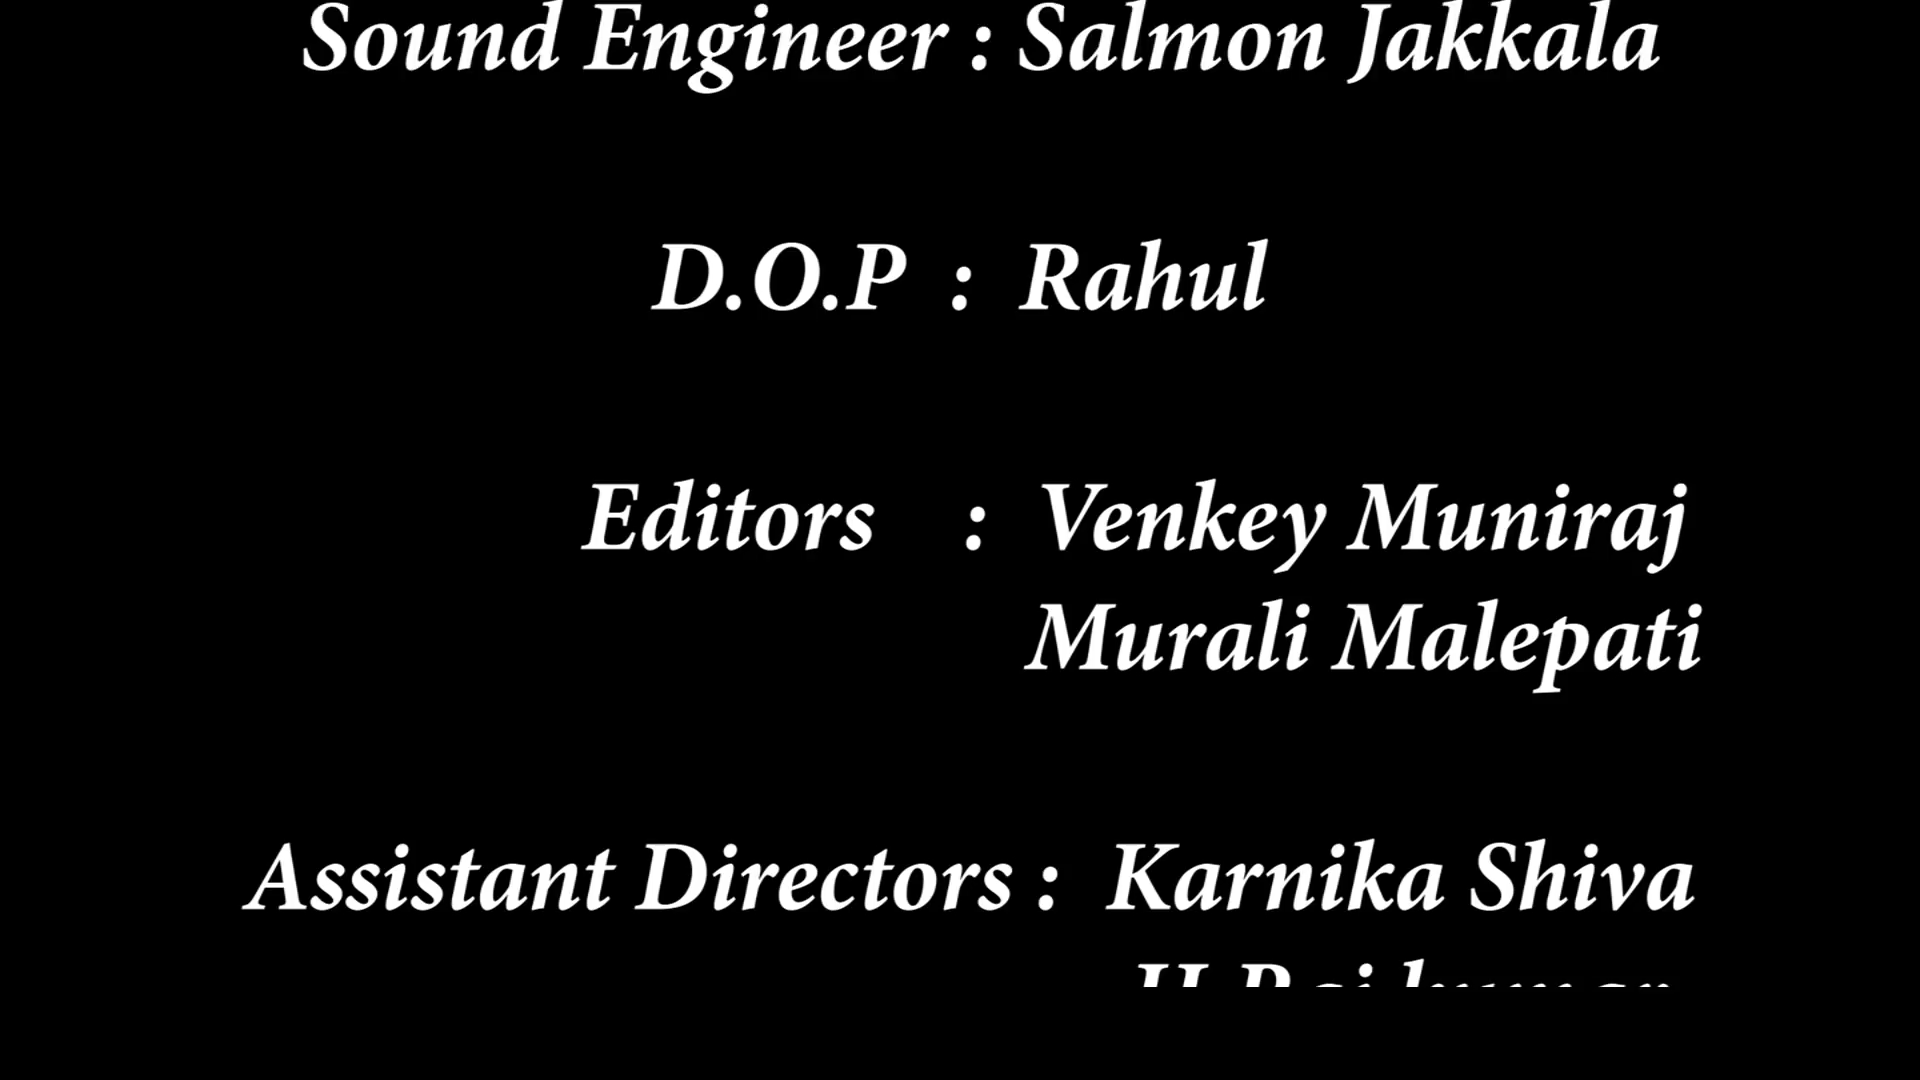 Sound Engineer : Salmon Jakkala
D.O.P : Rahul
Editors : Venkey Muniraj
Murali Malepati
Assistant Directors : Karnika Shiva